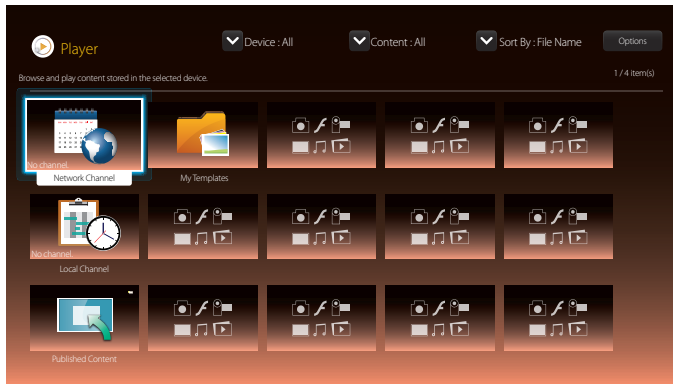 Player
Device : All
Content : All
Sort By : File Name
Options
Browse and play content stored in the selected device.
1 / 4 item(s)
No channel.
Network Channel
My Templates
No channel.
Local Channel
Published Content